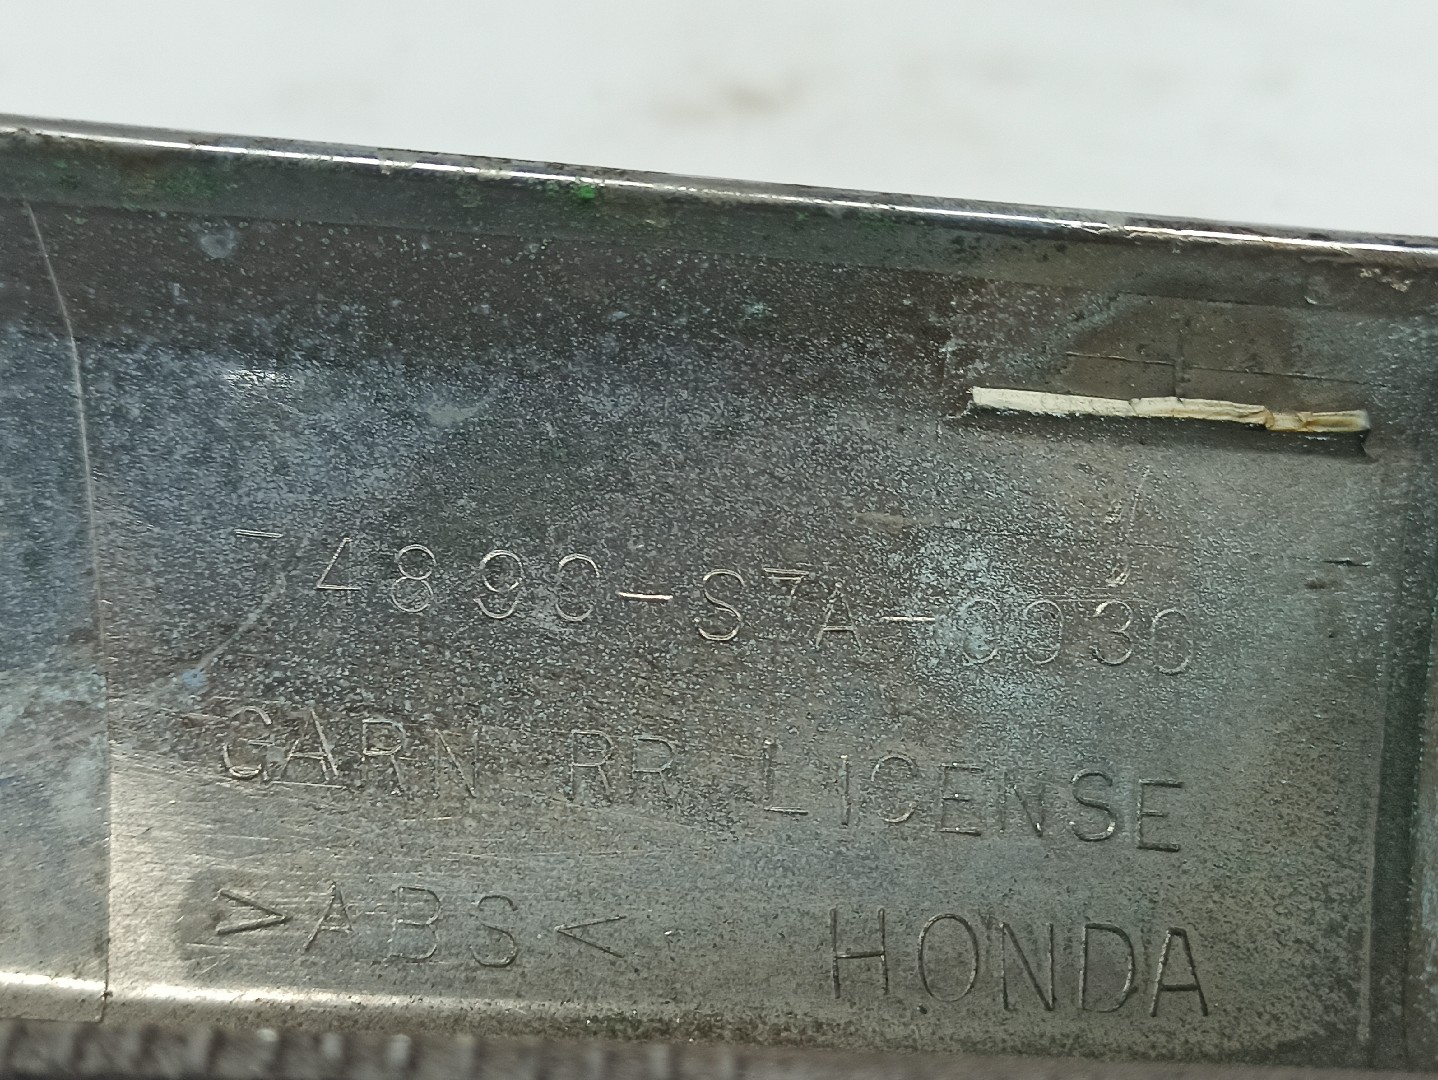 74890-S7A-0030
GARN RR LICENSE
>ABS< HONDA